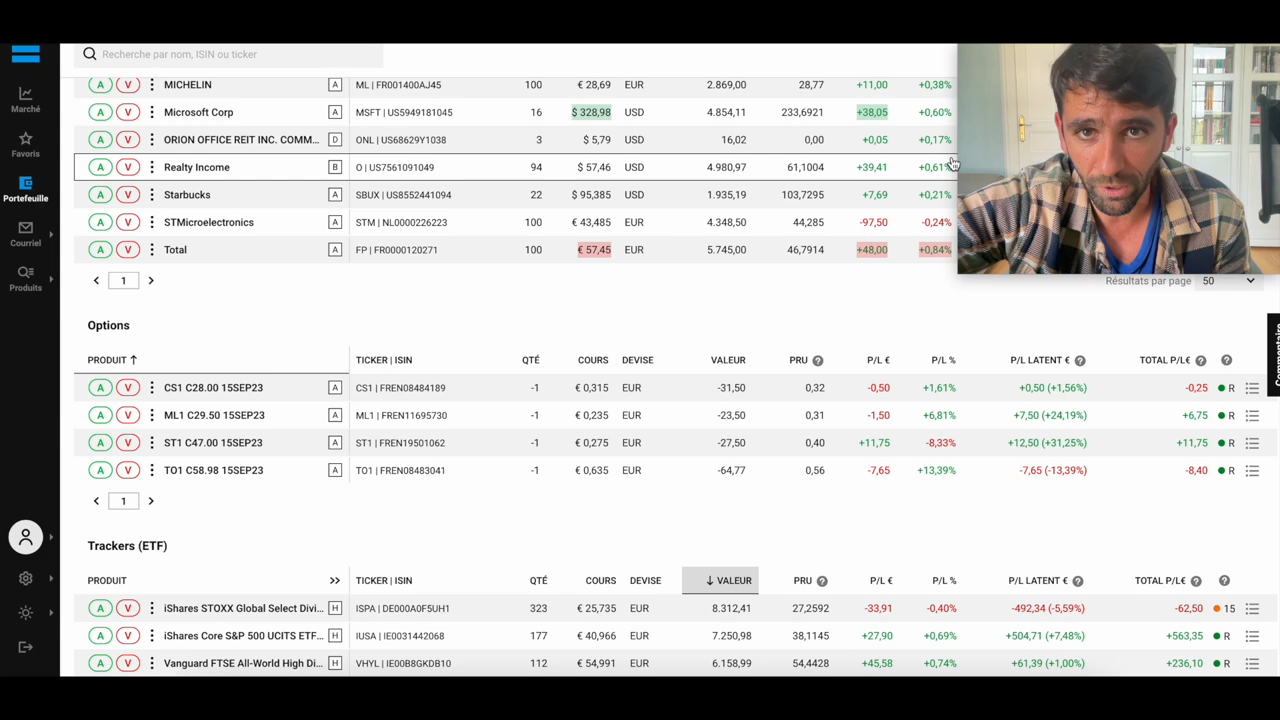 Recherche par nom, ISIN ou ticker
Marché
Favoris
Portefeuille
Courriel
Produits
A V MICHELIN A ML | FR001400AJ45 100 € 28,69 EUR 2.869,00 28,77 +11,00 +0,38%
A V Microsoft Corp A MSFT | US5949181045 16 $ 328,98 USD 4.854,11 233,6921 +38,05 +0,60%
A V ORION OFFICE REIT INC. COMM... D ONL | US68629Y1038 3 $ 5,79 USD 16,02 0,00 +0,05 +0,17%
A V Realty Income B O | US7561091049 94 $ 57,46 USD 4.980,97 61,1004 +39,41 +0,61%
A V Starbucks A SBUX | US8552441094 22 $ 95,385 USD 1.935,19 103,7295 +7,69 +0,21%
A V STMicroelectronics A STM | NL0000226223 100 € 43,485 EUR 4.348,50 44,285 -97,50 -0,24%
A V Total A FP | FR0000120271 100 € 57,45 EUR 5.745,00 46,7914 +48,00 +0,84%
1
Résultats par page 50
Commentaire
Options
PRODUIT TICKER | ISIN QTÉ COURS DEVISE VALEUR PRU ? P/L € P/L % P/L LATENT € ? TOTAL P/L€ ? ?
A V CS1 C28.00 15SEP23 A CS1 | FREN08484189 -1 € 0,315 EUR -31,50 0,32 -0,50 +1,61% +0,50 (+1,56%) -0,25 R
A V ML1 C29.50 15SEP23 A ML1 | FREN11695730 -1 € 0,235 EUR -23,50 0,31 -1,50 +6,81% +7,50 (+24,19%) +6,75 R
A V ST1 C47.00 15SEP23 A ST1 | FREN19501062 -1 € 0,275 EUR -27,50 0,40 +11,75 -8,33% +12,50 (+31,25%) +11,75 R
A V TO1 C58.98 15SEP23 A TO1 | FREN08483041 -1 € 0,635 EUR -64,77 0,56 -7,65 +13,39% -7,65 (-13,39%) -8,40 R
1
Trackers (ETF)
PRODUIT TICKER | ISIN QTÉ COURS DEVISE VALEUR PRU ? P/L € P/L % P/L LATENT € ? TOTAL P/L€ ? ?
A V iShares STOXX Global Select Divi... H ISPA | DE000A0F5UH1 323 € 25,735 EUR 8.312,41 27,2592 -33,91 -0,40% -492,34 (-5,59%) -62,50 15
A V iShares Core S&P 500 UCITS ETF... H IUSA | IE0031442068 177 € 40,966 EUR 7.250,98 38,1145 +27,90 +0,69% +504,71 (+7,48%) +563,35 R
A V Vanguard FTSE All-World High Di... H VHYL | IE00B8GKDB10 112 € 54,991 EUR 6.158,99 54,4428 +45,58 +0,74% +61,39 (+1,00%) +236,10 R